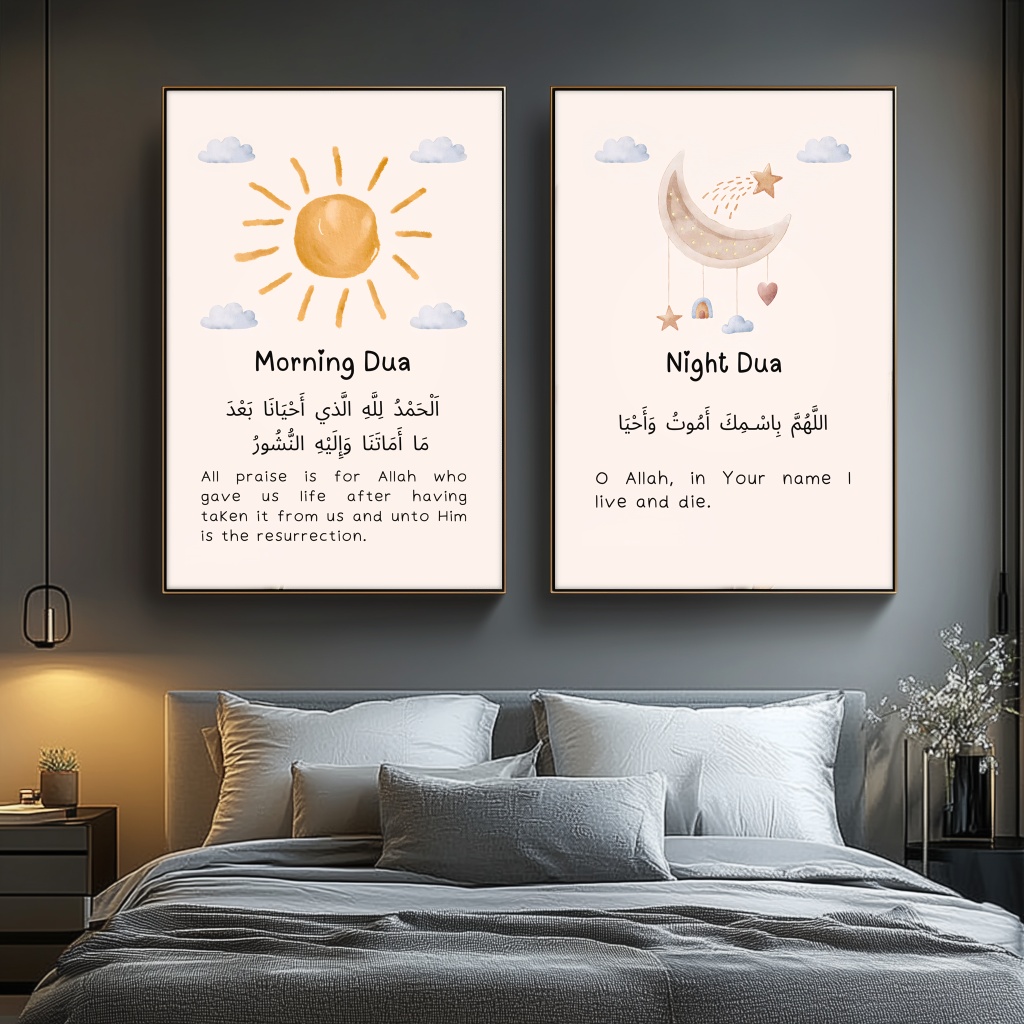 Morning Dua
اَلْحَمْدُ لِلَّهِ الَّذي أَحْيَانَا بَعْدَ
مَا أَمَاتَنَا وَإِلَيْهِ النُّشُورُ
All praise is for Allah who
gave us life after having
taken it from us and unto Him
is the resurrection.
Night Dua
اللَّهُمَّ بِاسْمِكَ أَمُوتُ وَأَحْيَا
O Allah, in Your name I
live and die.